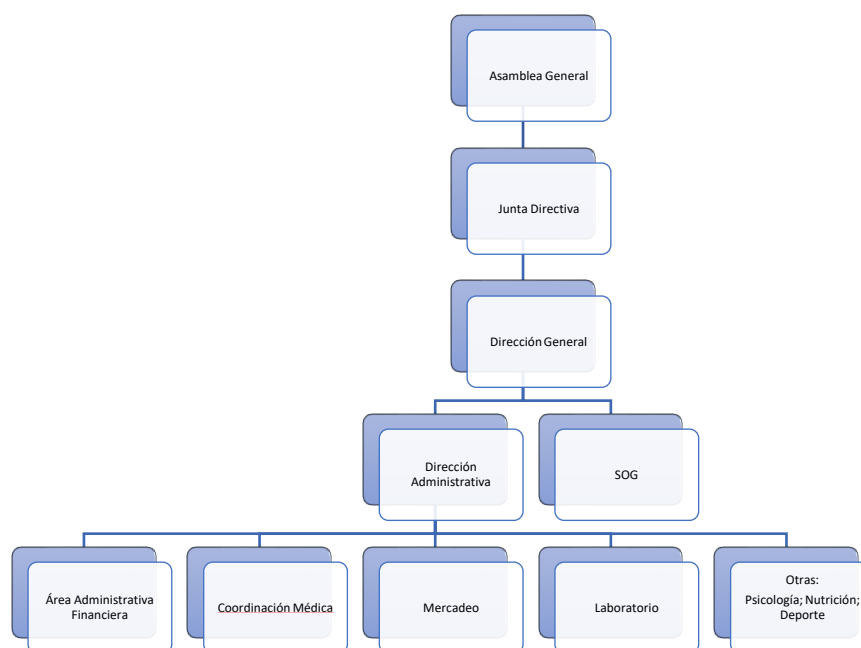 Asamblea General
Junta Directiva
Dirección General
Dirección
Administrativa
SOG
Área Administrativa
Financiera
Coordinación Médica
Mercadeo
Laboratorio
Otras:
Psicología; Nutrición;
Deporte